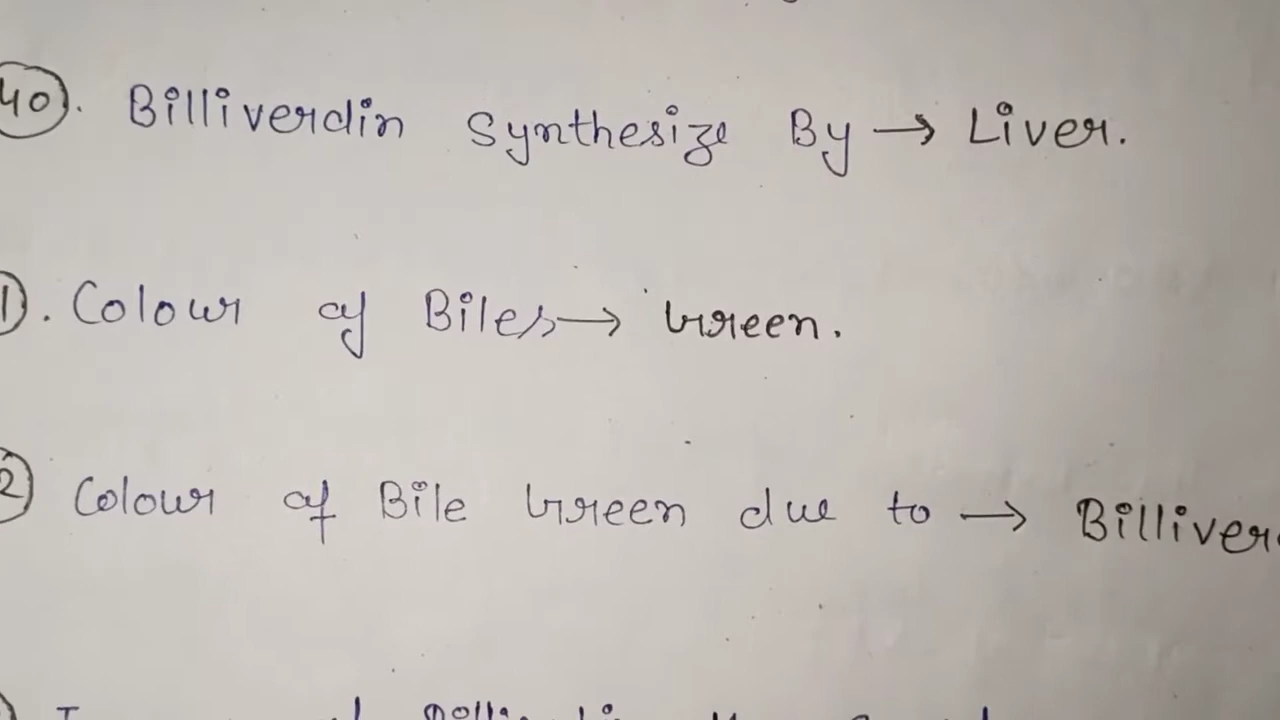 40). Billiverdin Synthesize By → Liver.
1). Colour of Biles → Green.
2) Colour of Bile Green due to → Billiver